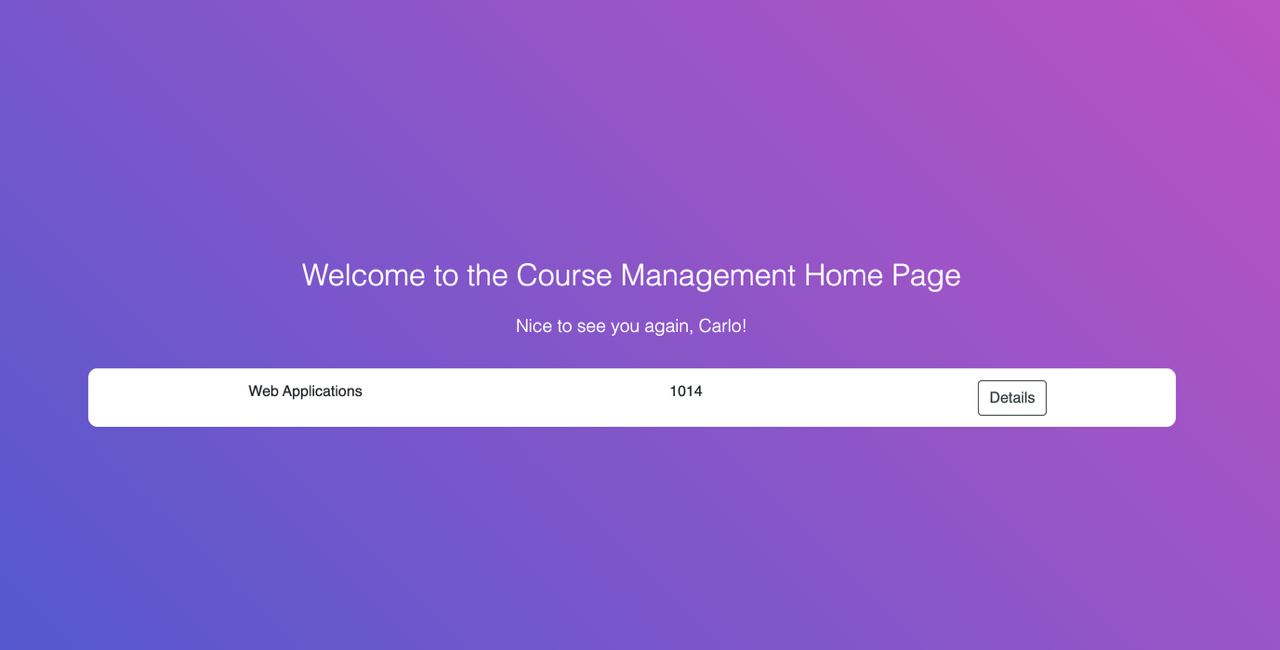 Welcome to the Course Management Home Page
Nice to see you again, Carlo!
Web Applications 1014 Details